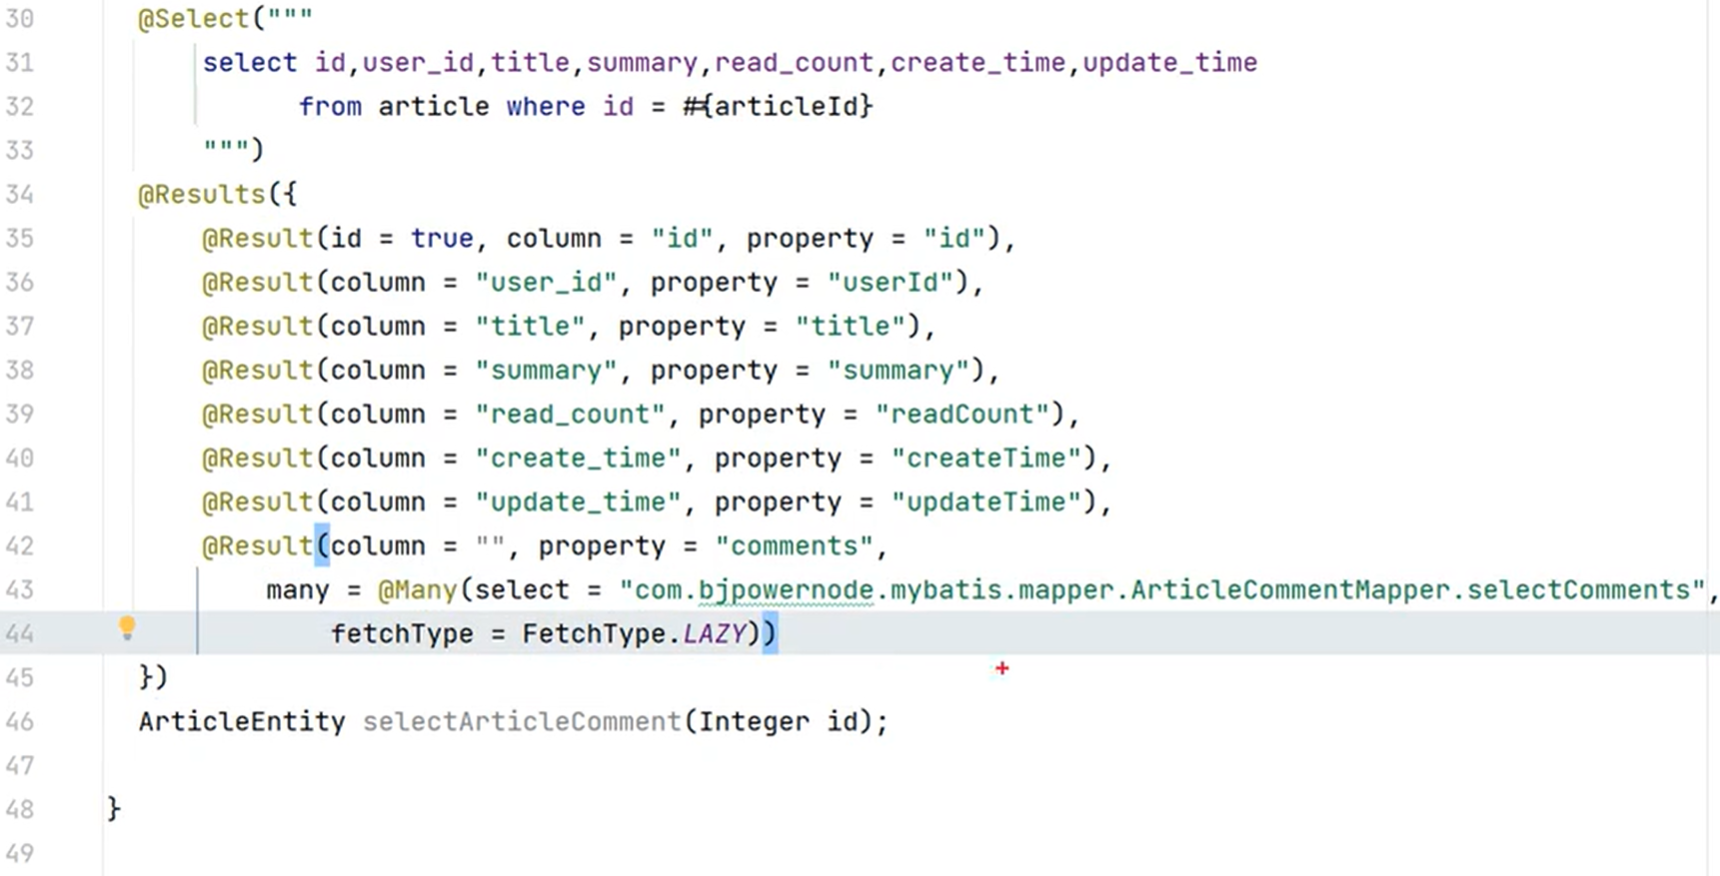 30 @Select("""
31 select id,user_id,title,summary,read_count,create_time,update_time
32 from article where id = #{articleId}
33 """)
34 @Results({
35 @Result(id = true, column = "id", property = "id"),
36 @Result(column = "user_id", property = "userId"),
37 @Result(column = "title", property = "title"),
38 @Result(column = "summary", property = "summary"),
39 @Result(column = "read_count", property = "readCount"),
40 @Result(column = "create_time", property = "createTime"),
41 @Result(column = "update_time", property = "updateTime"),
42 @Result(column = "", property = "comments",
43 many = @Many(select = "com.bjpowernode.mybatis.mapper.ArticleCommentMapper.selectComments",
44 fetchType = FetchType.LAZY))
45 })
46 ArticleEntity selectArticleComment(Integer id);
47
48 }
49